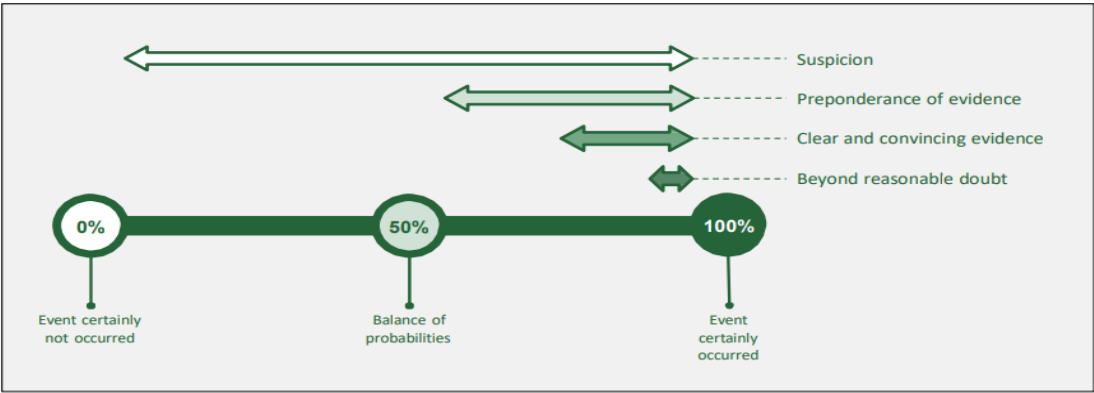 Suspicion
Preponderance of evidence
Clear and convincing evidence
Beyond reasonable doubt
0%
50%
100%
Event certainly
not occurred
Balance of
probabilities
Event
certainly
occurred